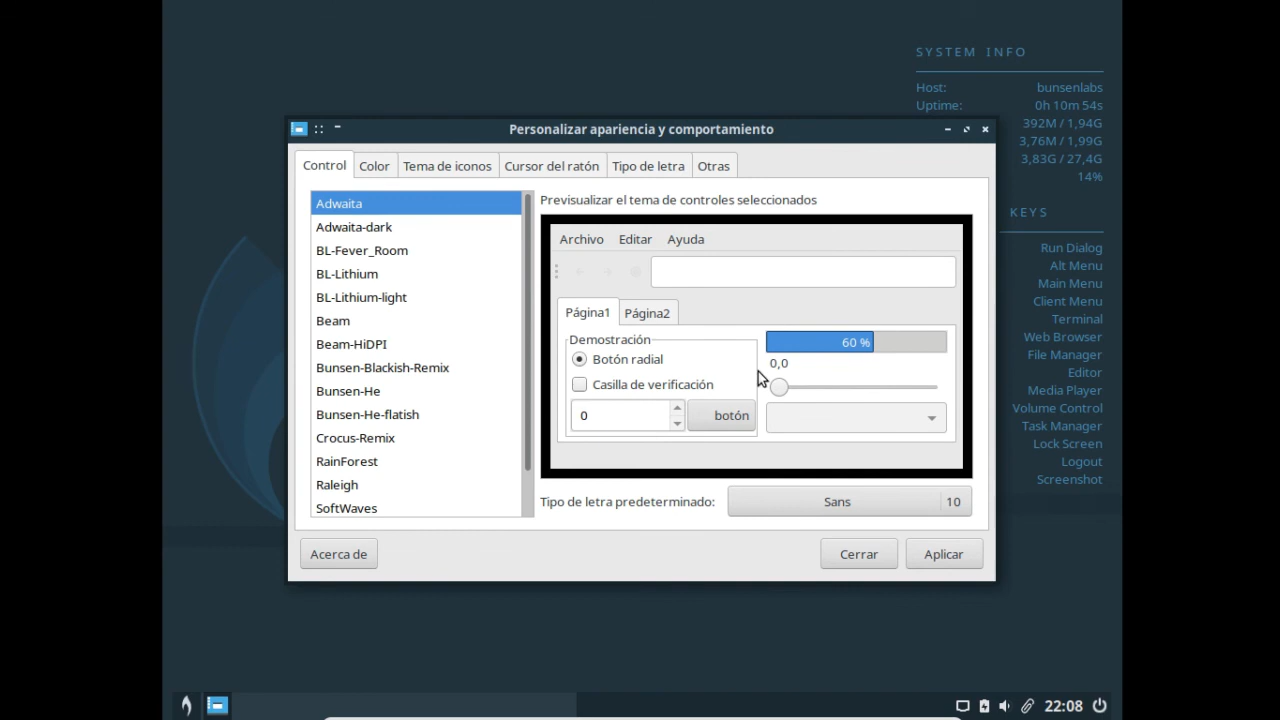 SYSTEM INFO
Host: bunsenlabs
Uptime: 0h 10m 54s
392M / 1,94G
3,76M / 1,99G
3,83G / 27,4G
14%
KEYS
Run Dialog
Alt Menu
Main Menu
Client Menu
Terminal
Web Browser
File Manager
Editor
Media Player
Volume Control
Task Manager
Lock Screen
Logout
Screenshot
Personalizar apariencia y comportamiento
Control Color Tema de iconos Cursor del ratón Tipo de letra Otras
Adwaita
Adwaita-dark
BL-Fever_Room
BL-Lithium
BL-Lithium-light
Beam
Beam-HiDPI
Bunsen-Blackish-Remix
Bunsen-He
Bunsen-He-flatish
Crocus-Remix
RainForest
Raleigh
SoftWaves
Previsualizar el tema de controles seleccionados
Archivo Editar Ayuda
Página1 Página2
Demostración
Botón radial
Casilla de verificación
0 botón
60 %
0,0
Tipo de letra predeterminado: Sans 10
Acerca de Cerrar Aplicar
22:08